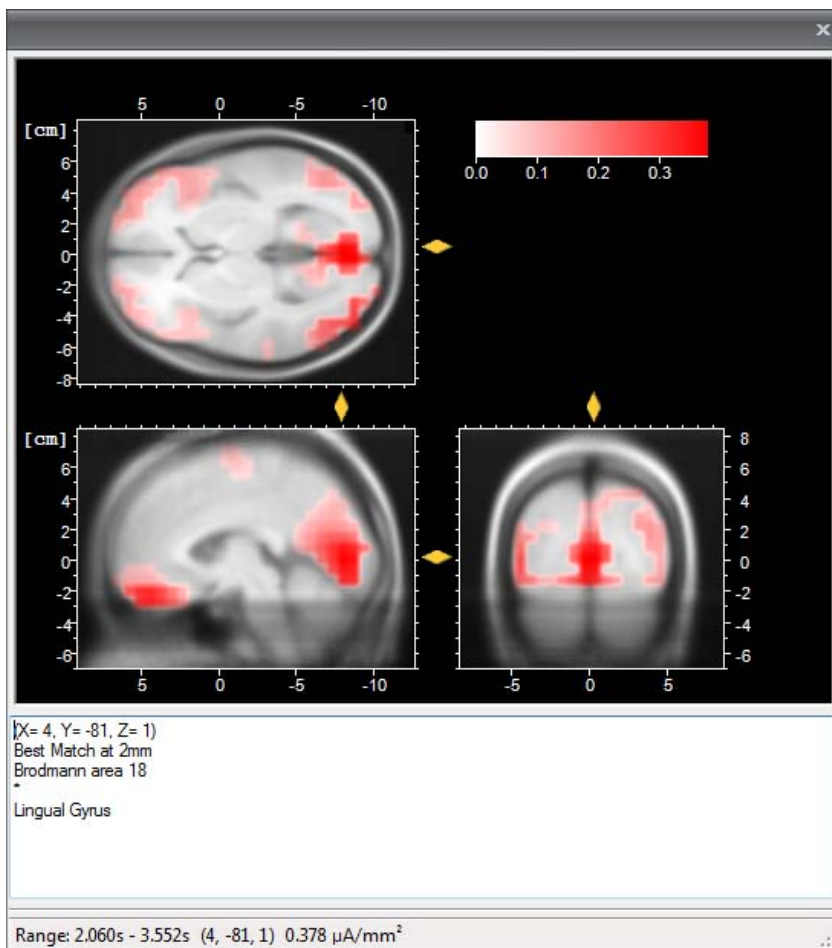 5 0 -5 -10
[cm]
6
4
2
0
-2
-4
-6
-8
0.0 0.1 0.2 0.3
[cm]
6
4
2
0
-2
-4
-6
5 0 -5 -10
8
6
4
2
0
-2
-4
-6
-5 0 5
(X= 4, Y= -81, Z= 1)
Best Match at 2mm
Brodmann area 18
*
Lingual Gyrus
Range: 2.060s - 3.552s (4, -81, 1) 0.378 µA/mm²